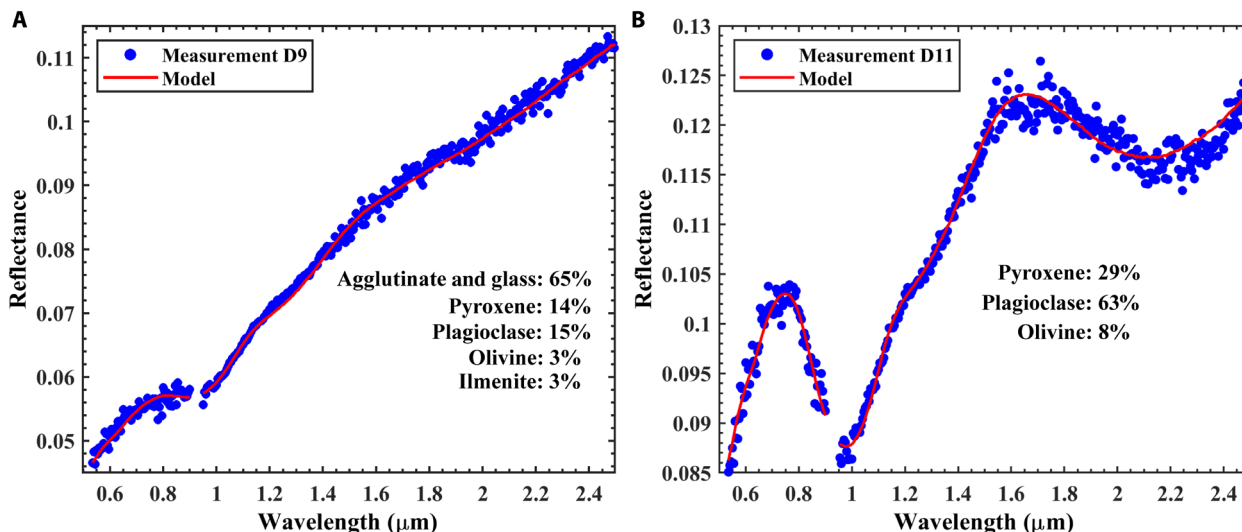 A
Measurement D9
Model
0.11
0.1
0.09
0.08
0.07
0.06
0.05
Reflectance
Agglutinate and glass: 65%
Pyroxene: 14%
Plagioclase: 15%
Olivine: 3%
Ilmenite: 3%
0.6 0.8 1 1.2 1.4 1.6 1.8 2 2.2 2.4
Wavelength (μm)
B
Measurement D11
Model
0.13
0.125
0.12
0.115
0.11
0.105
0.1
0.095
0.09
0.085
Reflectance
Pyroxene: 29%
Plagioclase: 63%
Olivine: 8%
0.6 0.8 1 1.2 1.4 1.6 1.8 2 2.2 2.4
Wavelength (μm)